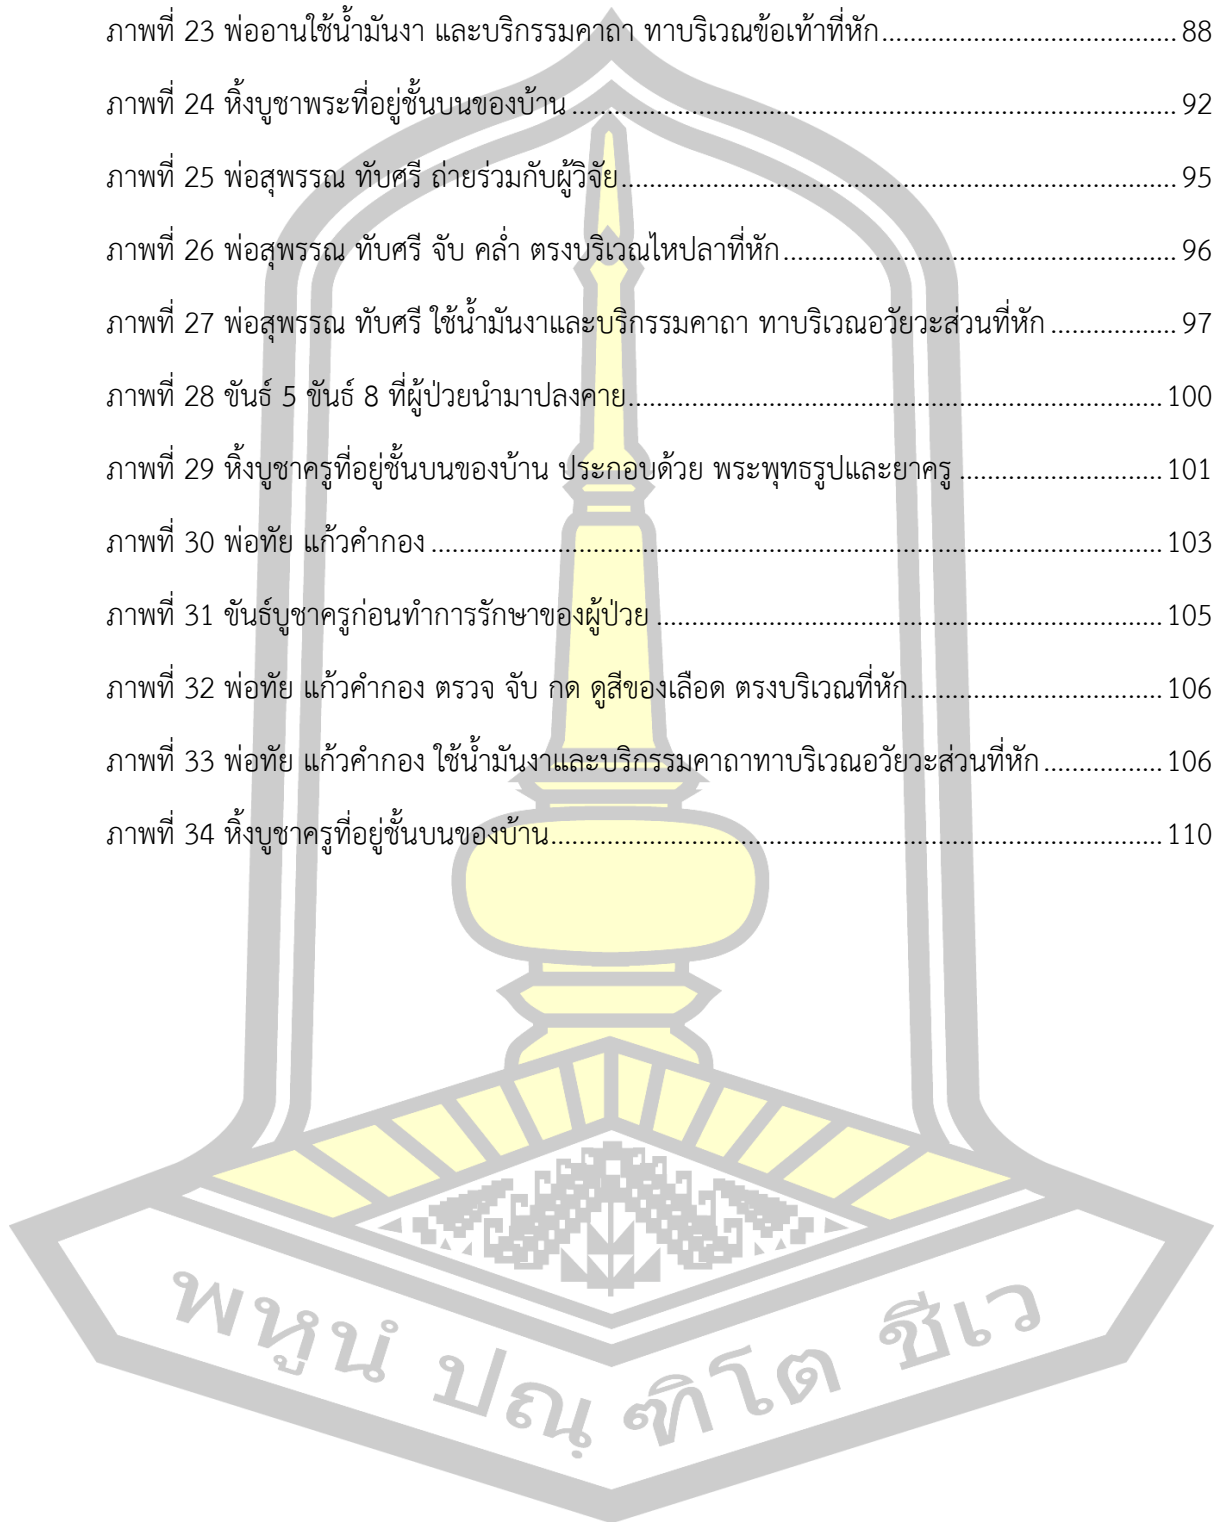 ภาพที่ 23 พ่ออานใช้น้ำมันงา และบริกรรมคาถา ทาบริเวณข้อเท้าที่หัก.......................................... 88
ภาพที่ 24 หิ้งบูชาพระที่อยู่ชั้นบนของบ้าน ..................................................................................... 92
ภาพที่ 25 พ่อสุพรรณ ทับศรี ถ่ายร่วมกับผู้วิจัย.............................................................................. 95
ภาพที่ 26 พ่อสุพรรณ ทับศรี จับ คลำ ตรงบริเวณไหปลาที่หัก....................................................... 96
ภาพที่ 27 พ่อสุพรรณ ทับศรี ใช้น้ำมันงาและบริกรรมคาถา ทาบริเวณอวัยวะส่วนที่หัก .................. 97
ภาพที่ 28 ขันธ์ 5 ขันธ์ 8 ที่ผู้ป่วยนำมาปลงคาย........................................................................... 100
ภาพที่ 29 หิ้งบูชาครูที่อยู่ชั้นบนของบ้าน ประกอบด้วย พระพุทธรูปและยาครู ............................. 101
ภาพที่ 30 พ่อทัย แก้วคำกอง ....................................................................................................... 103
ภาพที่ 31 ขันธ์บูชาครูก่อนทำการรักษาของผู้ป่วย ....................................................................... 105
ภาพที่ 32 พ่อทัย แก้วคำกอง ตรวจ จับ กด ดูสีของเลือด ตรงบริเวณที่หัก.................................... 106
ภาพที่ 33 พ่อทัย แก้วคำกอง ใช้น้ำมันงาและบริกรรมคาถาทาบริเวณอวัยวะส่วนที่หัก ................. 106
ภาพที่ 34 หิ้งบูชาครูที่อยู่ชั้นบนของบ้าน...................................................................................... 110
พหูนํ ปณฺฑิโต ชีเว